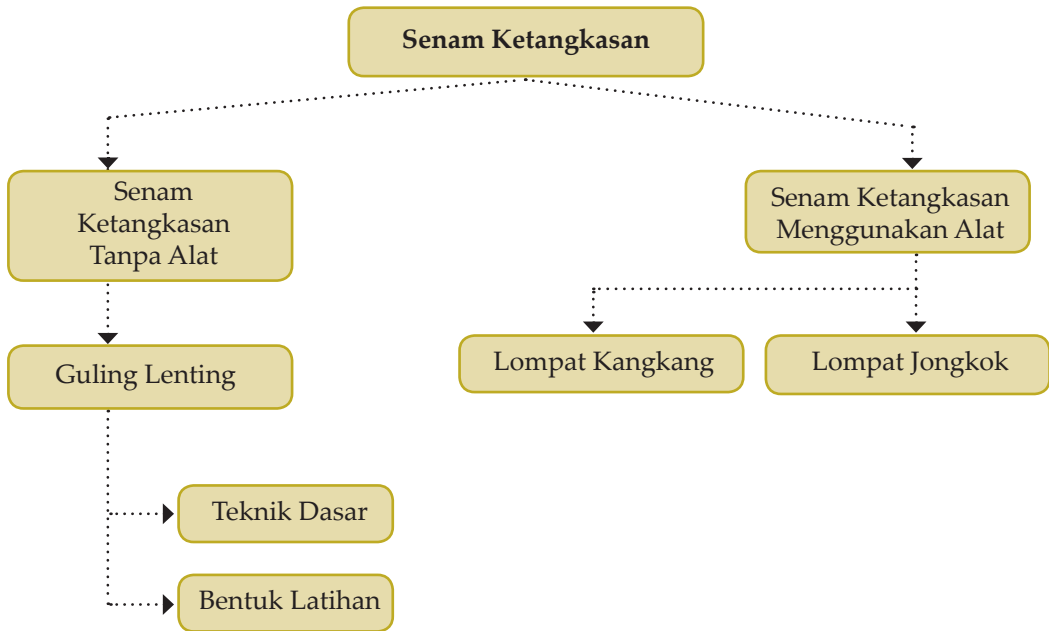 Senam Ketangkasan
Senam
Ketangkasan
Tanpa Alat
Senam Ketangkasan
Menggunakan Alat
Guling Lenting
Lompat Kangkang
Lompat Jongkok
Teknik Dasar
Bentuk Latihan